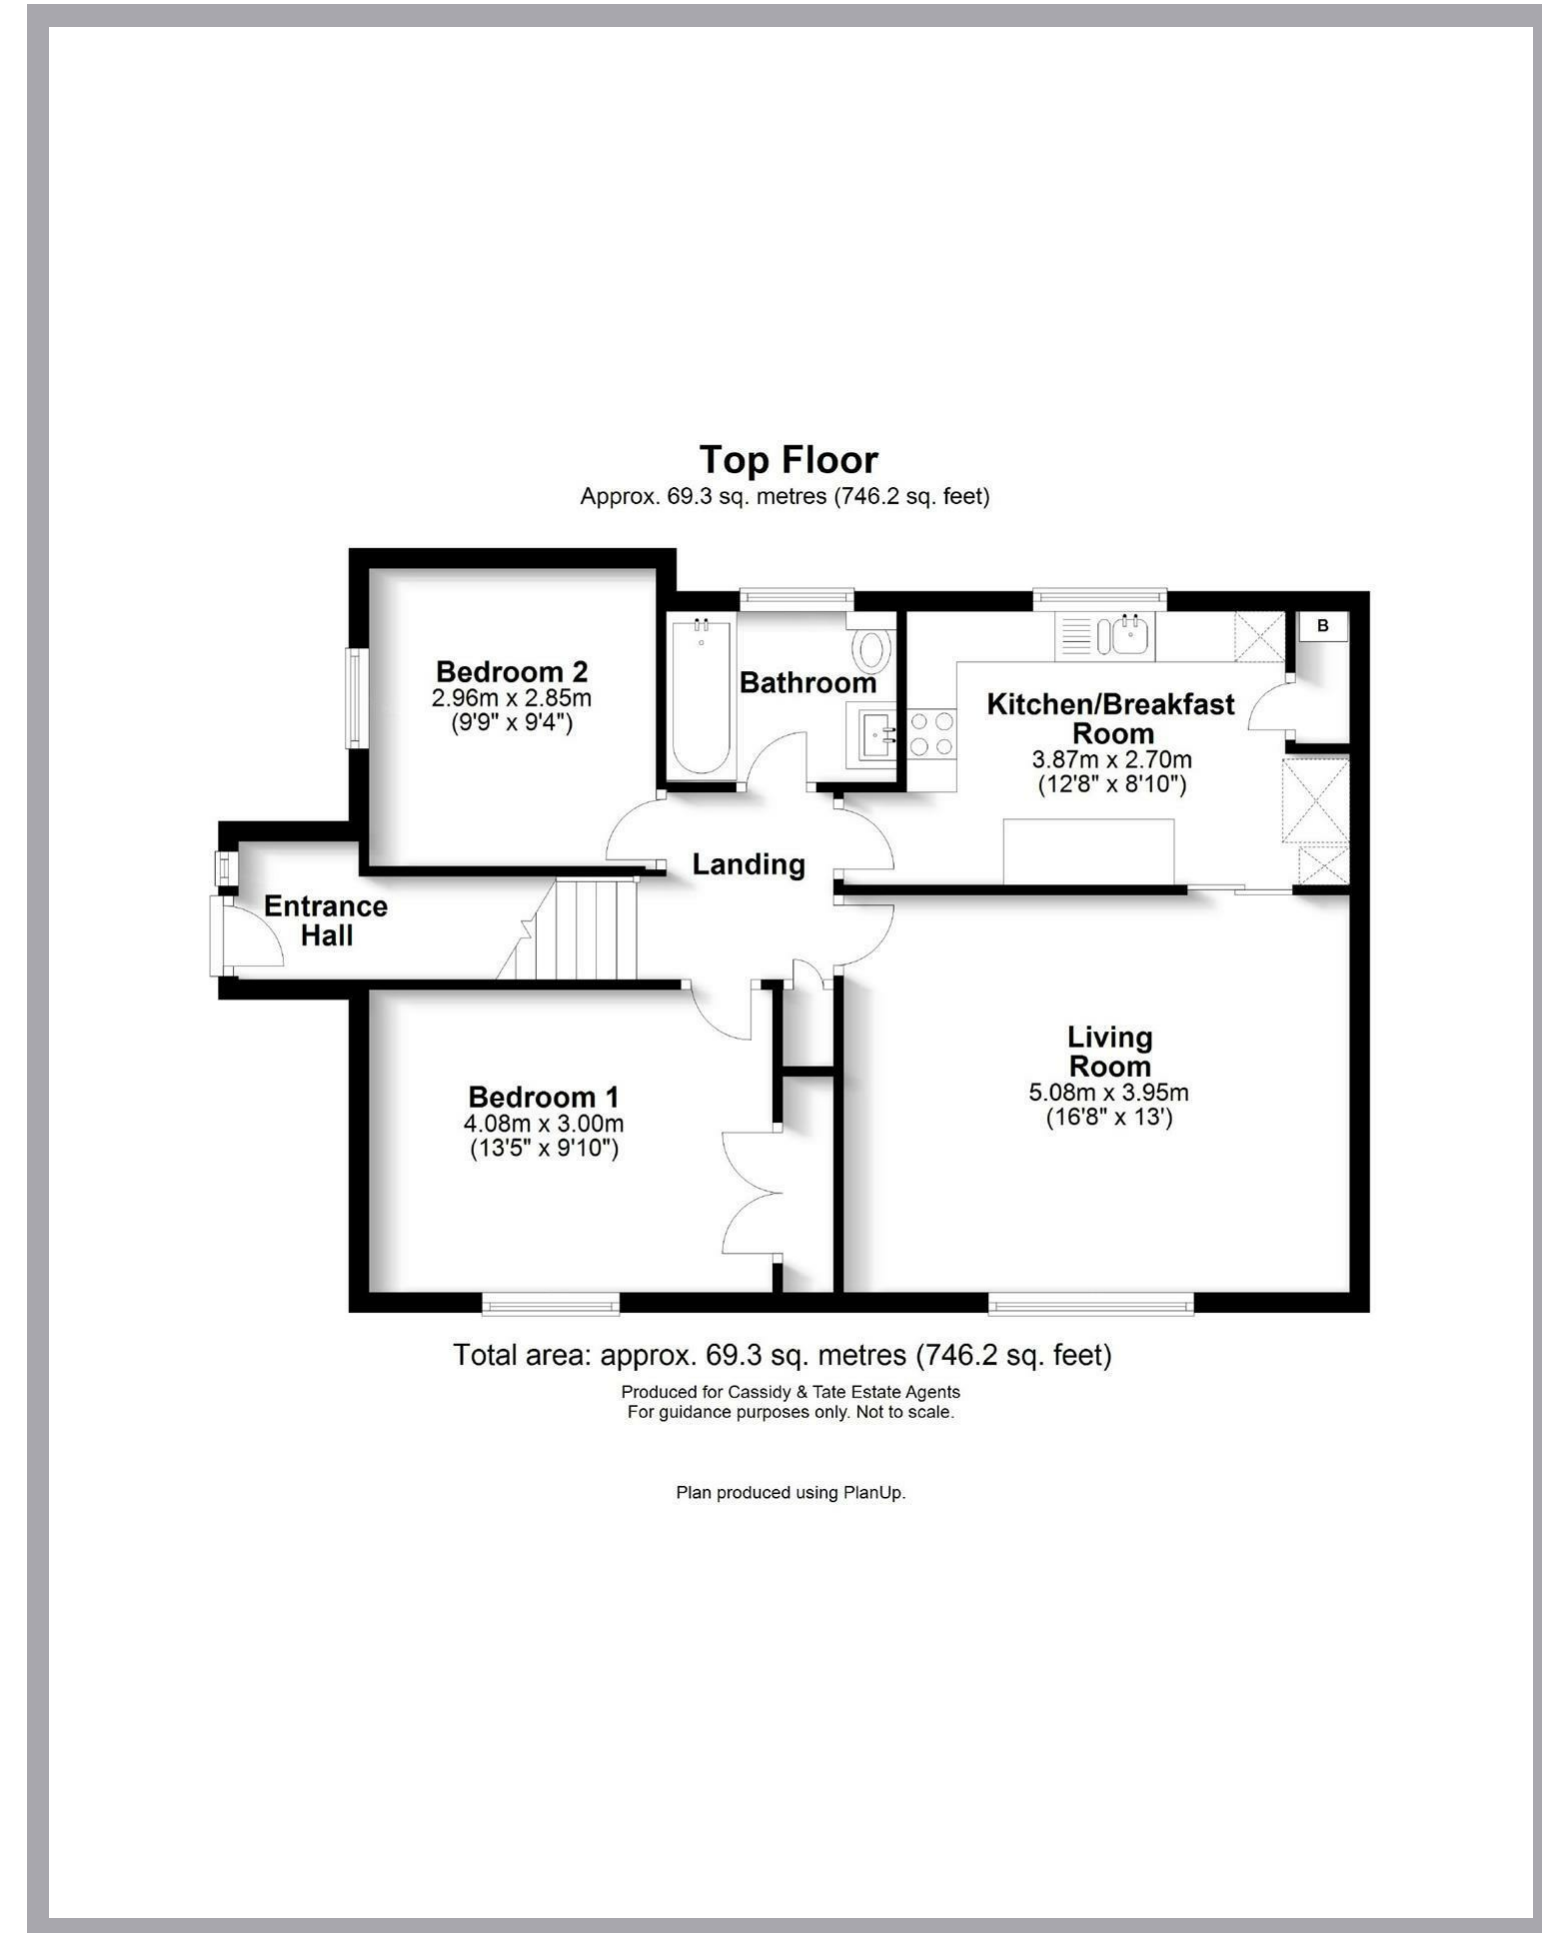 Top Floor
Approx. 69.3 sq. metres (746.2 sq. feet)
Bedroom 2
2.96m x 2.85m
(9'9" x 9'4")
Bathroom
Kitchen/Breakfast
Room
3.87m x 2.70m
(12'8" x 8'10")
B
Landing
Entrance
Hall
Bedroom 1
4.08m x 3.00m
(13'5" x 9'10")
Living
Room
5.08m x 3.95m
(16'8" x 13')
Total area: approx. 69.3 sq. metres (746.2 sq. feet)
Produced for Cassidy & Tate Estate Agents
For guidance purposes only. Not to scale.
Plan produced using PlanUp.